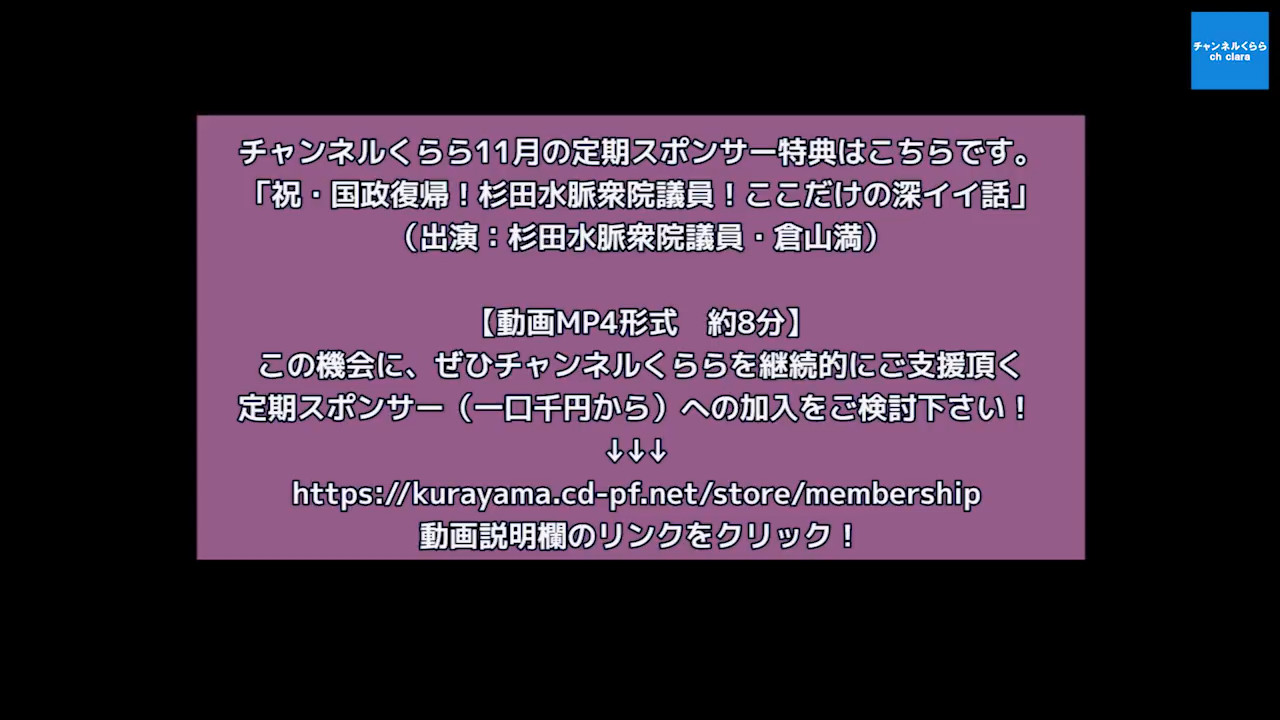 チャンネルくらら
ch clara
チャンネルくらら11月の定期スポンサー特典はこちらです。
「祝・国政復帰！杉田水脈衆院議員！ここだけの深イイ話」
（出演：杉田水脈衆院議員・倉山満）
【動画MP4形式　約8分】
この機会に、ぜひチャンネルくららを継続的にご支援頂く
定期スポンサー（一口千円から）への加入をご検討下さい！
↓↓↓
https://kurayama.cd-pf.net/store/membership
動画説明欄のリンクをクリック！